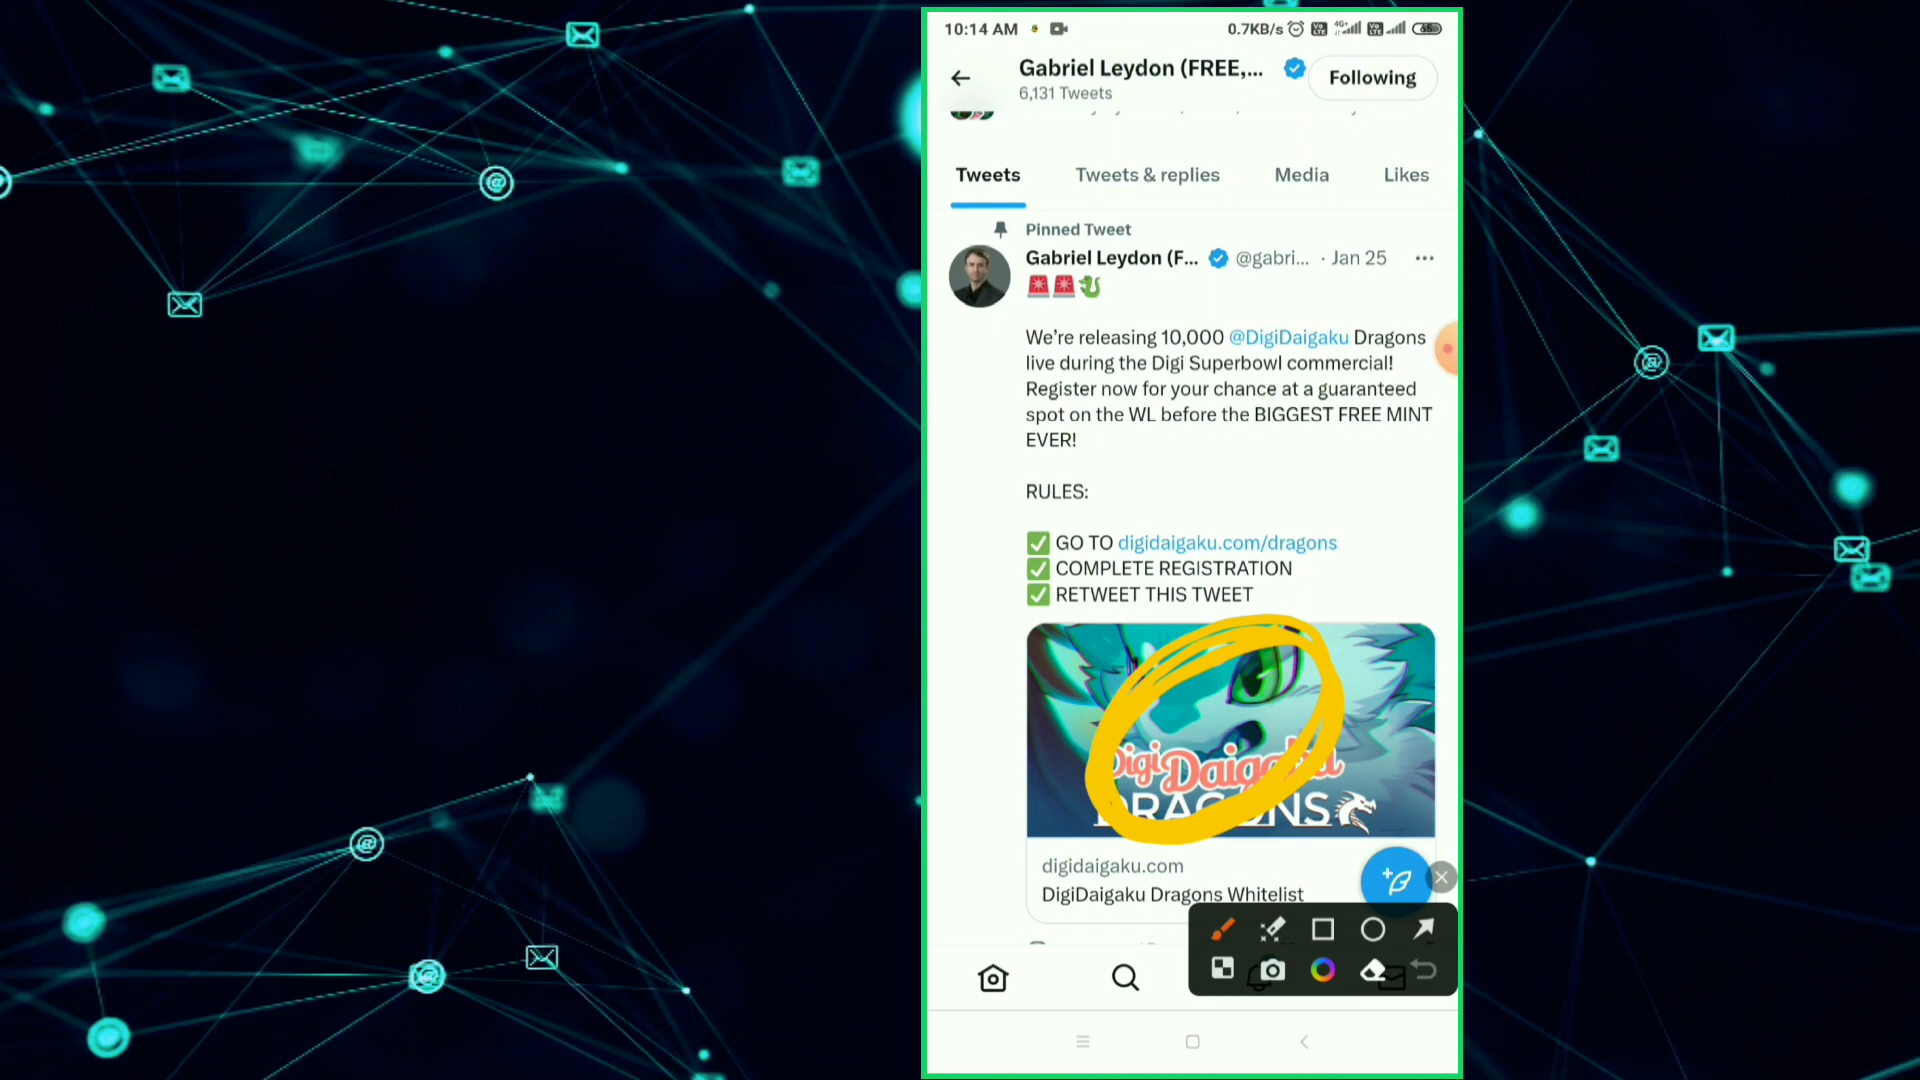 10:14 AM
0.7KB/s
Gabriel Leydon (FREE,...
Following
6,131 Tweets
Tweets
Tweets & replies
Media
Likes
Pinned Tweet
Gabriel Leydon (F... @gabri... · Jan 25
We're releasing 10,000 @DigiDaigaku Dragons
live during the Digi Superbowl commercial!
Register now for your chance at a guaranteed
spot on the WL before the BIGGEST FREE MINT
EVER!
RULES:
✅ GO TO digidaigaku.com/dragons
✅ COMPLETE REGISTRATION
✅ RETWEET THIS TWEET
Digi Daigaku
DRAGONS
digidaigaku.com
DigiDaigaku Dragons Whitelist